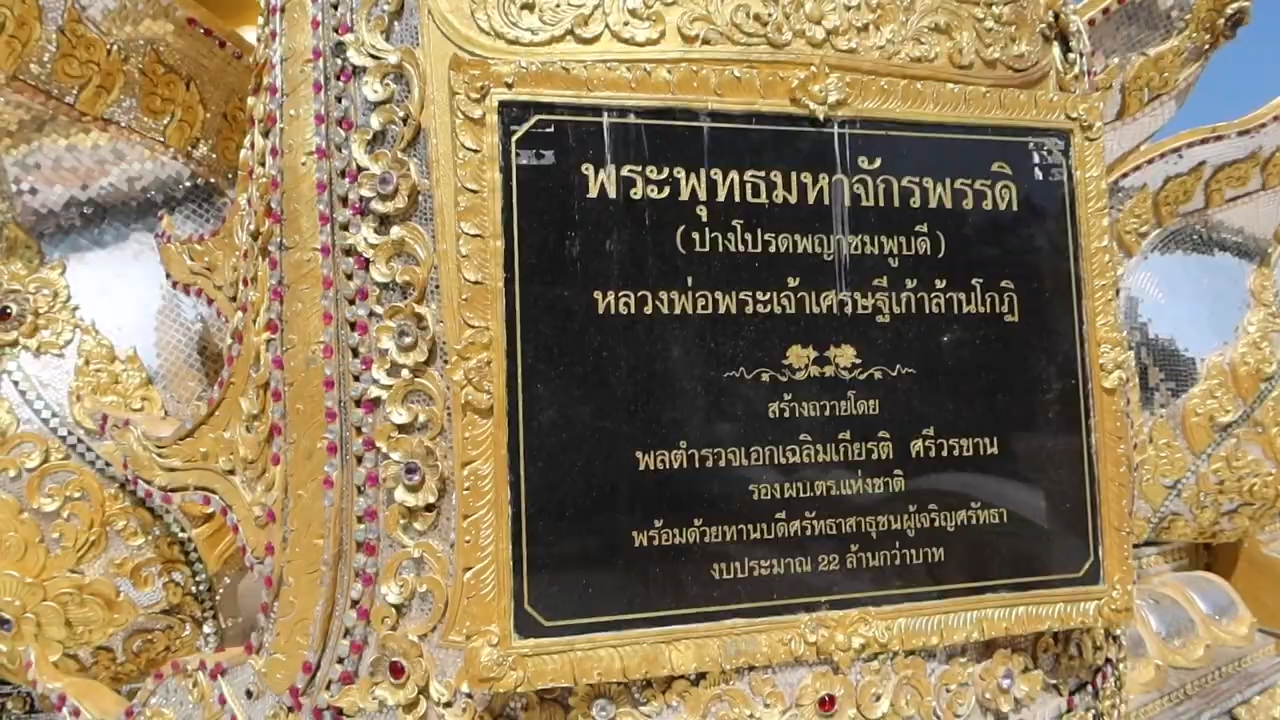 พระพุทธมหาจักรพรรดิ
(ปางโปรดพญาชมพูบดี)
หลวงพ่อพระเจ้าเศรษฐีเก้าล้านโกฏิ
สร้างถวายโดย
พลตำรวจเอกเฉลิมเกียรติ ศรีวรขาน
รองผบ.ตร.แห่งชาติ
พร้อมด้วยทานบดีศรัทธาสาธุชนผู้เจริญศรัทธา
งบประมาณ 22 ล้านกว่าบาท